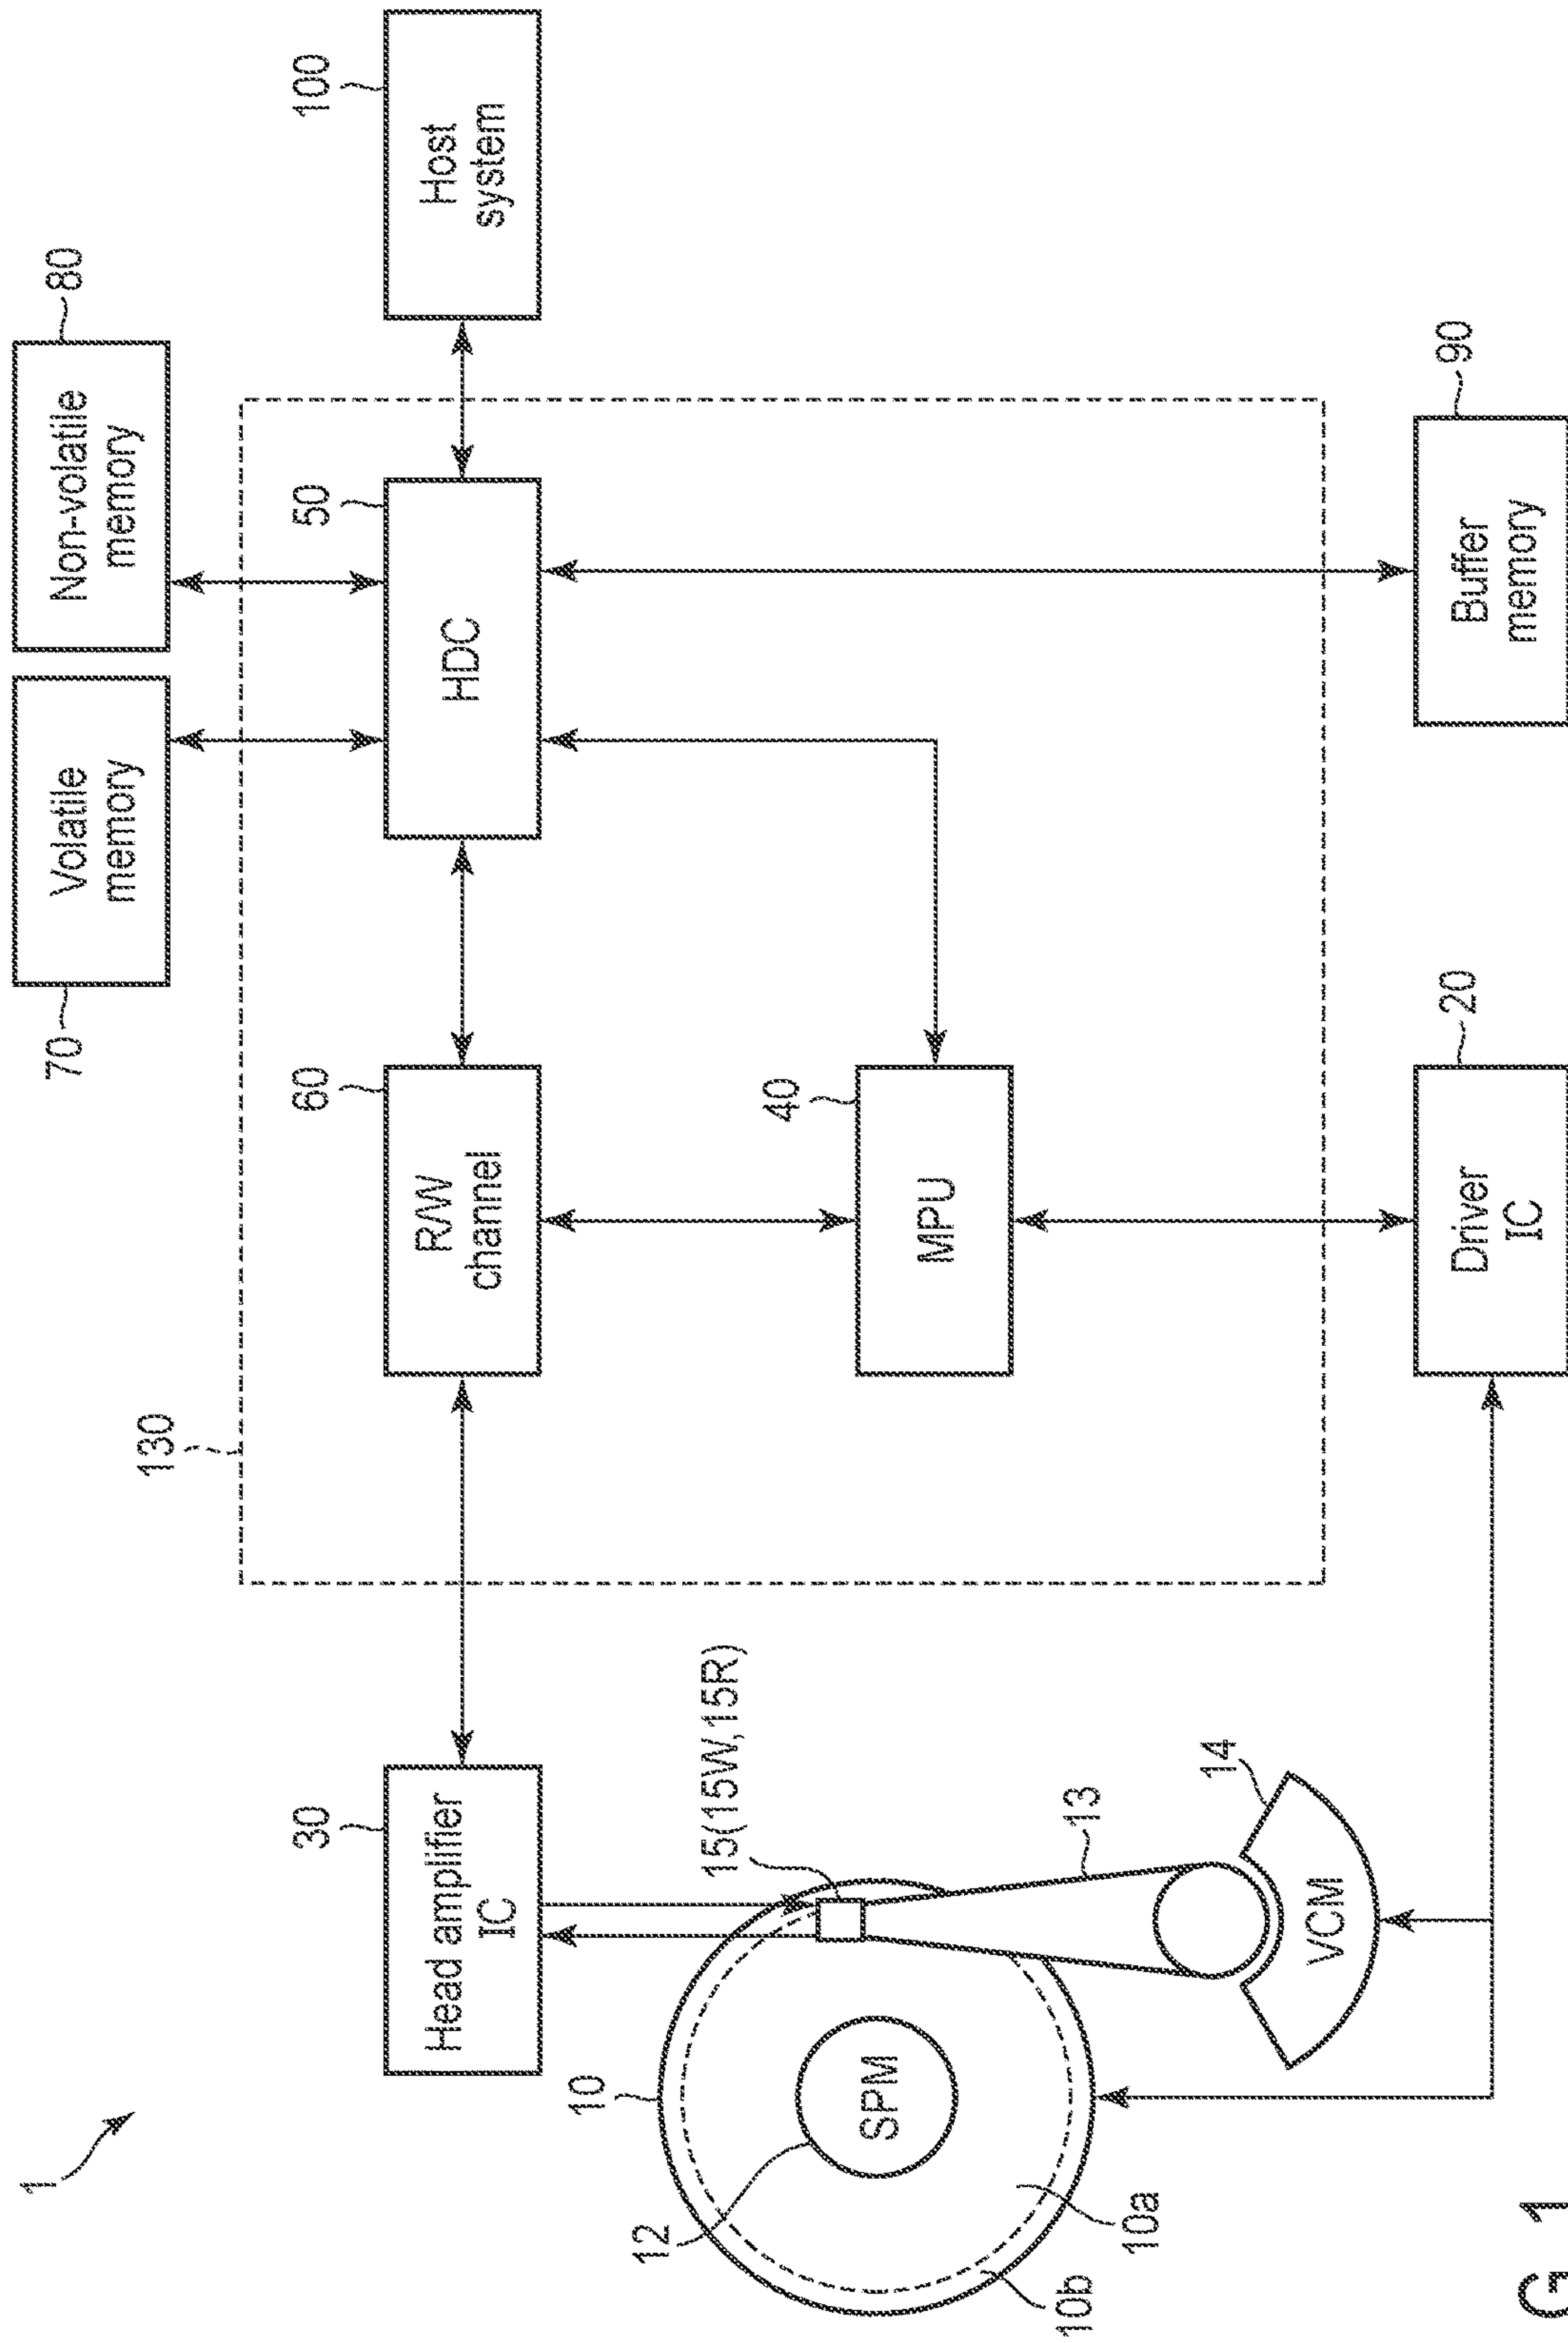 1
130
70
Volatile
memory
Non-volatile
memory
80
30
Head amplifier
IC
60
R/W
channel
50
HDC
100
Host
system
10
12
SPM
10a
10b
15(15W,15R)
13
14
VCM
40
MPU
20
Driver
IC
90
Buffer
memory
G. 1